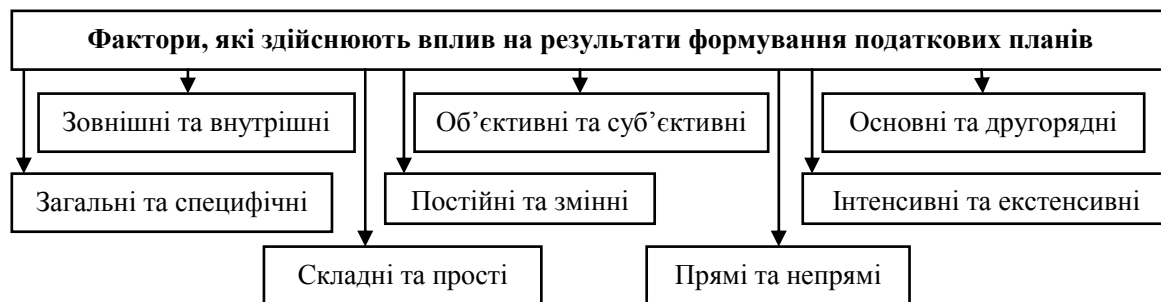 Фактори, які здійснюють вплив на результати формування податкових планів
Зовнішні та внутрішні
Об’єктивні та суб’єктивні
Основні та другорядні
Загальні та специфічні
Постійні та змінні
Інтенсивні та екстенсивні
Складні та прості
Прямі та непрямі